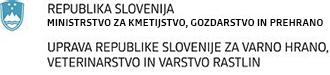 REPUBLIKA SLOVENIJA
MINISTRSTVO ZA KMETIJSTVO, GOZDARSTVO IN PREHRANO
UPRAVA REPUBLIKE SLOVENIJE ZA VARNO HRANO,
VETERINARSTVO IN VARSTVO RASTLIN